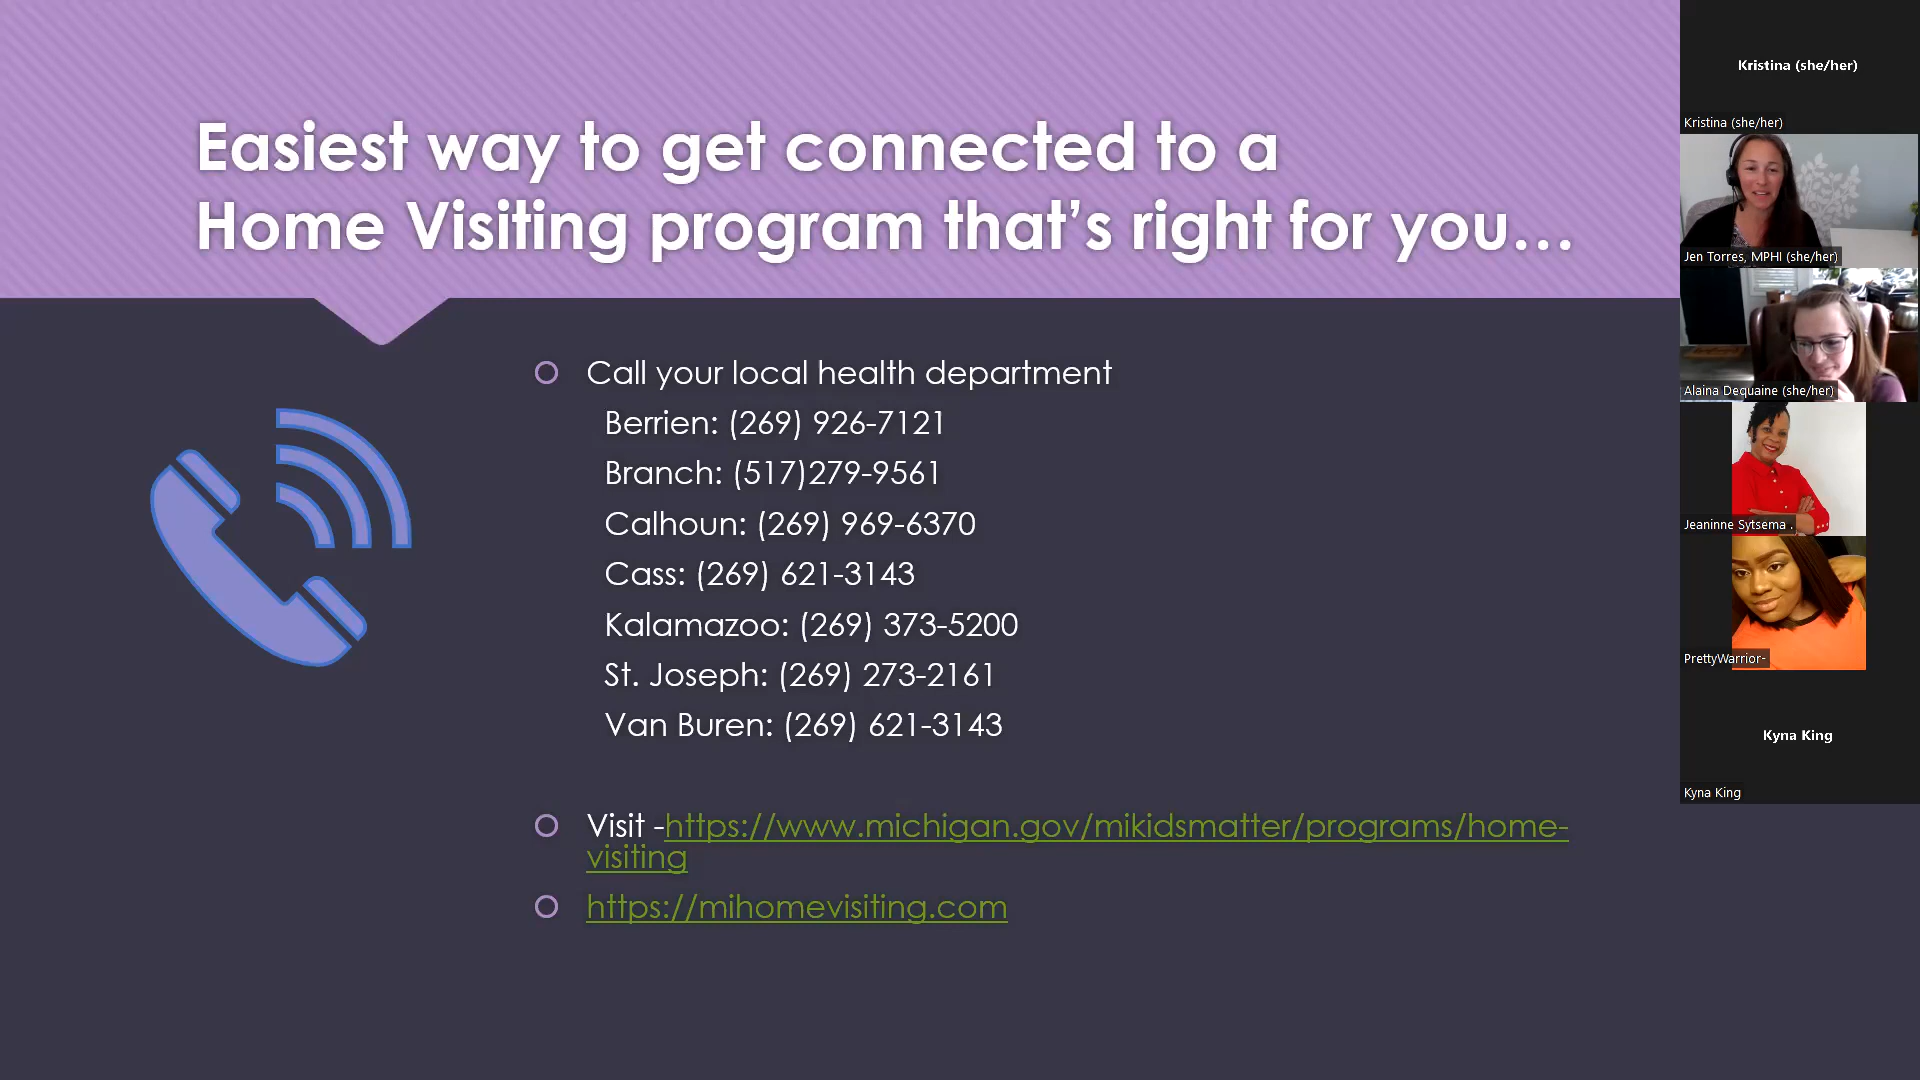 Easiest way to get connected to a
Home Visiting program that’s right for you…
Call your local health department
Berrien: (269) 926-7121
Branch: (517)279-9561
Calhoun: (269) 969-6370
Cass: (269) 621-3143
Kalamazoo: (269) 373-5200
St. Joseph: (269) 273-2161
Van Buren: (269) 621-3143
Visit -https://www.michigan.gov/mikidsmatter/programs/home-
visiting
https://mihomevisiting.com
Kristina (she/her)
Kristina (she/her)
Jen Torres, MPHI (she/her)
Alaina Dequaine (she/her)
Jeaninne Sytsema .
PrettyWarrior-
Kyna King
Kyna King